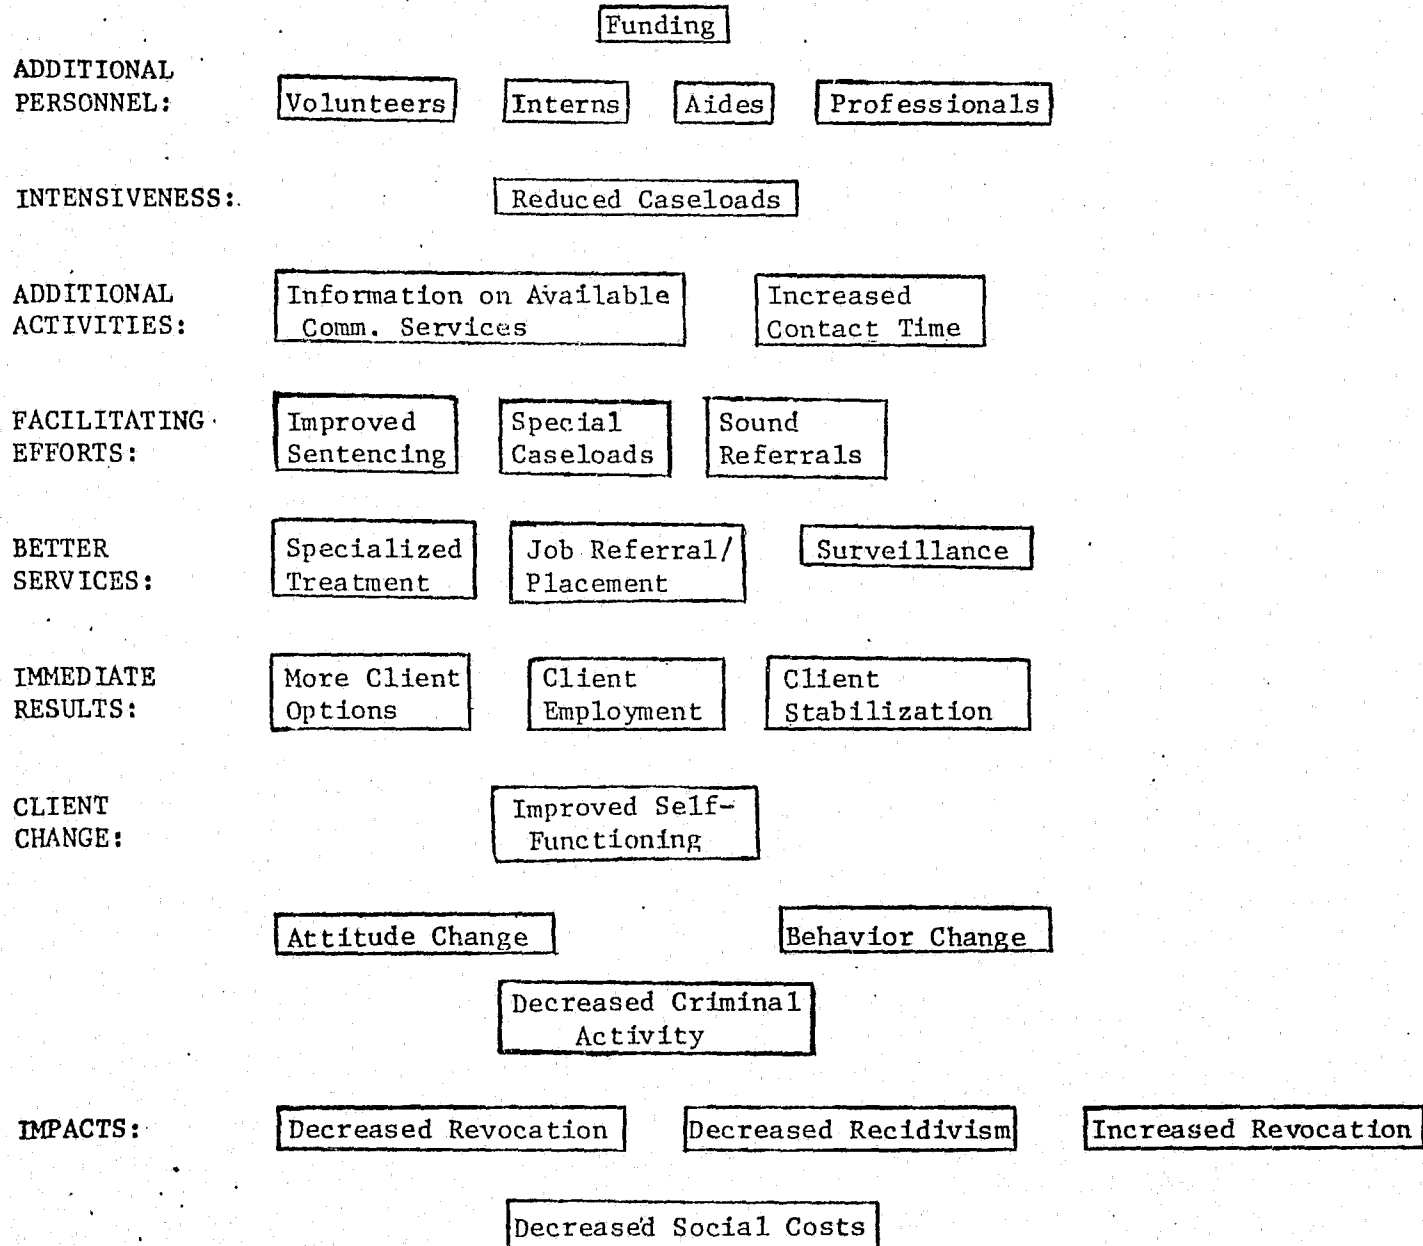 Funding
ADDITIONAL
PERSONNEL:
Volunteers Interns Aides Professionals
INTENSIVENESS: Reduced Caseloads
ADDITIONAL
ACTIVITIES:
Information on Available
Comm. Services
Increased
Contact Time
FACILITATING
EFFORTS:
Improved
Sentencing
Special
Caseloads
Sound
Referrals
BETTER
SERVICES:
Specialized
Treatment
Job Referral/
Placement
Surveillance
IMMEDIATE
RESULTS:
More Client
Options
Client
Employment
Client
Stabilization
CLIENT
CHANGE:
Improved Self-
Functioning
Attitude Change Behavior Change
Decreased Criminal
Activity
IMPACTS: Decreased Revocation Decreased Recidivism Increased Revocation
Decreased Social Costs